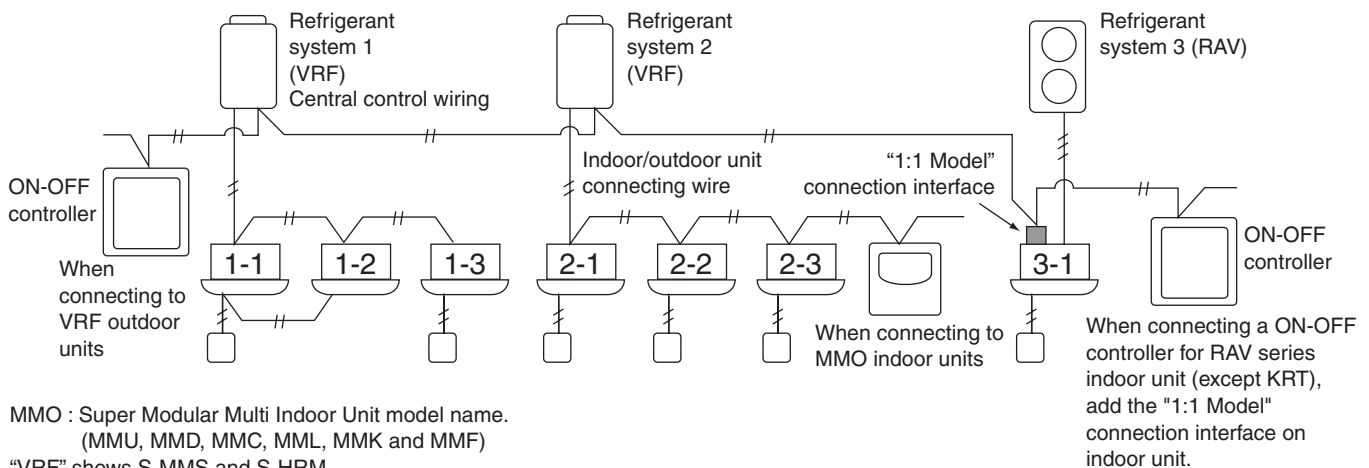 Refrigerant
system 1
(VRF)
Central control wiring
Refrigerant
system 2
(VRF)
Refrigerant
system 3 (RAV)
ON-OFF
controller
When
connecting to
VRF outdoor
units
Indoor/outdoor unit
connecting wire
“1:1 Model”
connection interface
1-1
1-2
1-3
2-1
2-2
2-3
3-1
When connecting to
MMO indoor units
ON-OFF
controller
When connecting a ON-OFF
controller for RAV series
indoor unit (except KRT),
add the "1:1 Model"
connection interface on
indoor unit.
MMO : Super Modular Multi Indoor Unit model name.
(MMU, MMD, MMC, MML, MMK and MMF)
“VRF” shows S-MMS and S-HRM